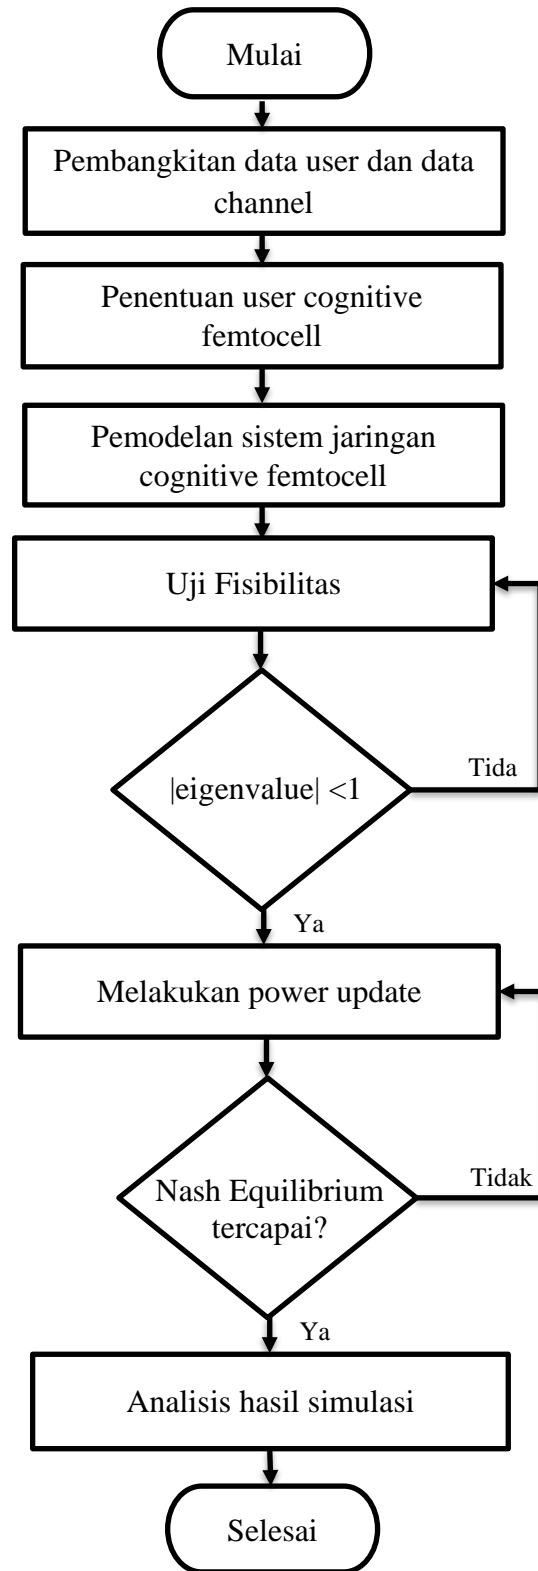 Mulai
Pembangkitan data user dan data
channel
Penentuan user cognitive
femtocell
Pemodelan sistem jaringan
cognitive femtocell
Uji Fisibilitas
|eigenvalue| <1
Tida
Ya
Melakukan power update
Nash Equilibrium
tercapai?
Tidak
Ya
Analisis hasil simulasi
Selesai